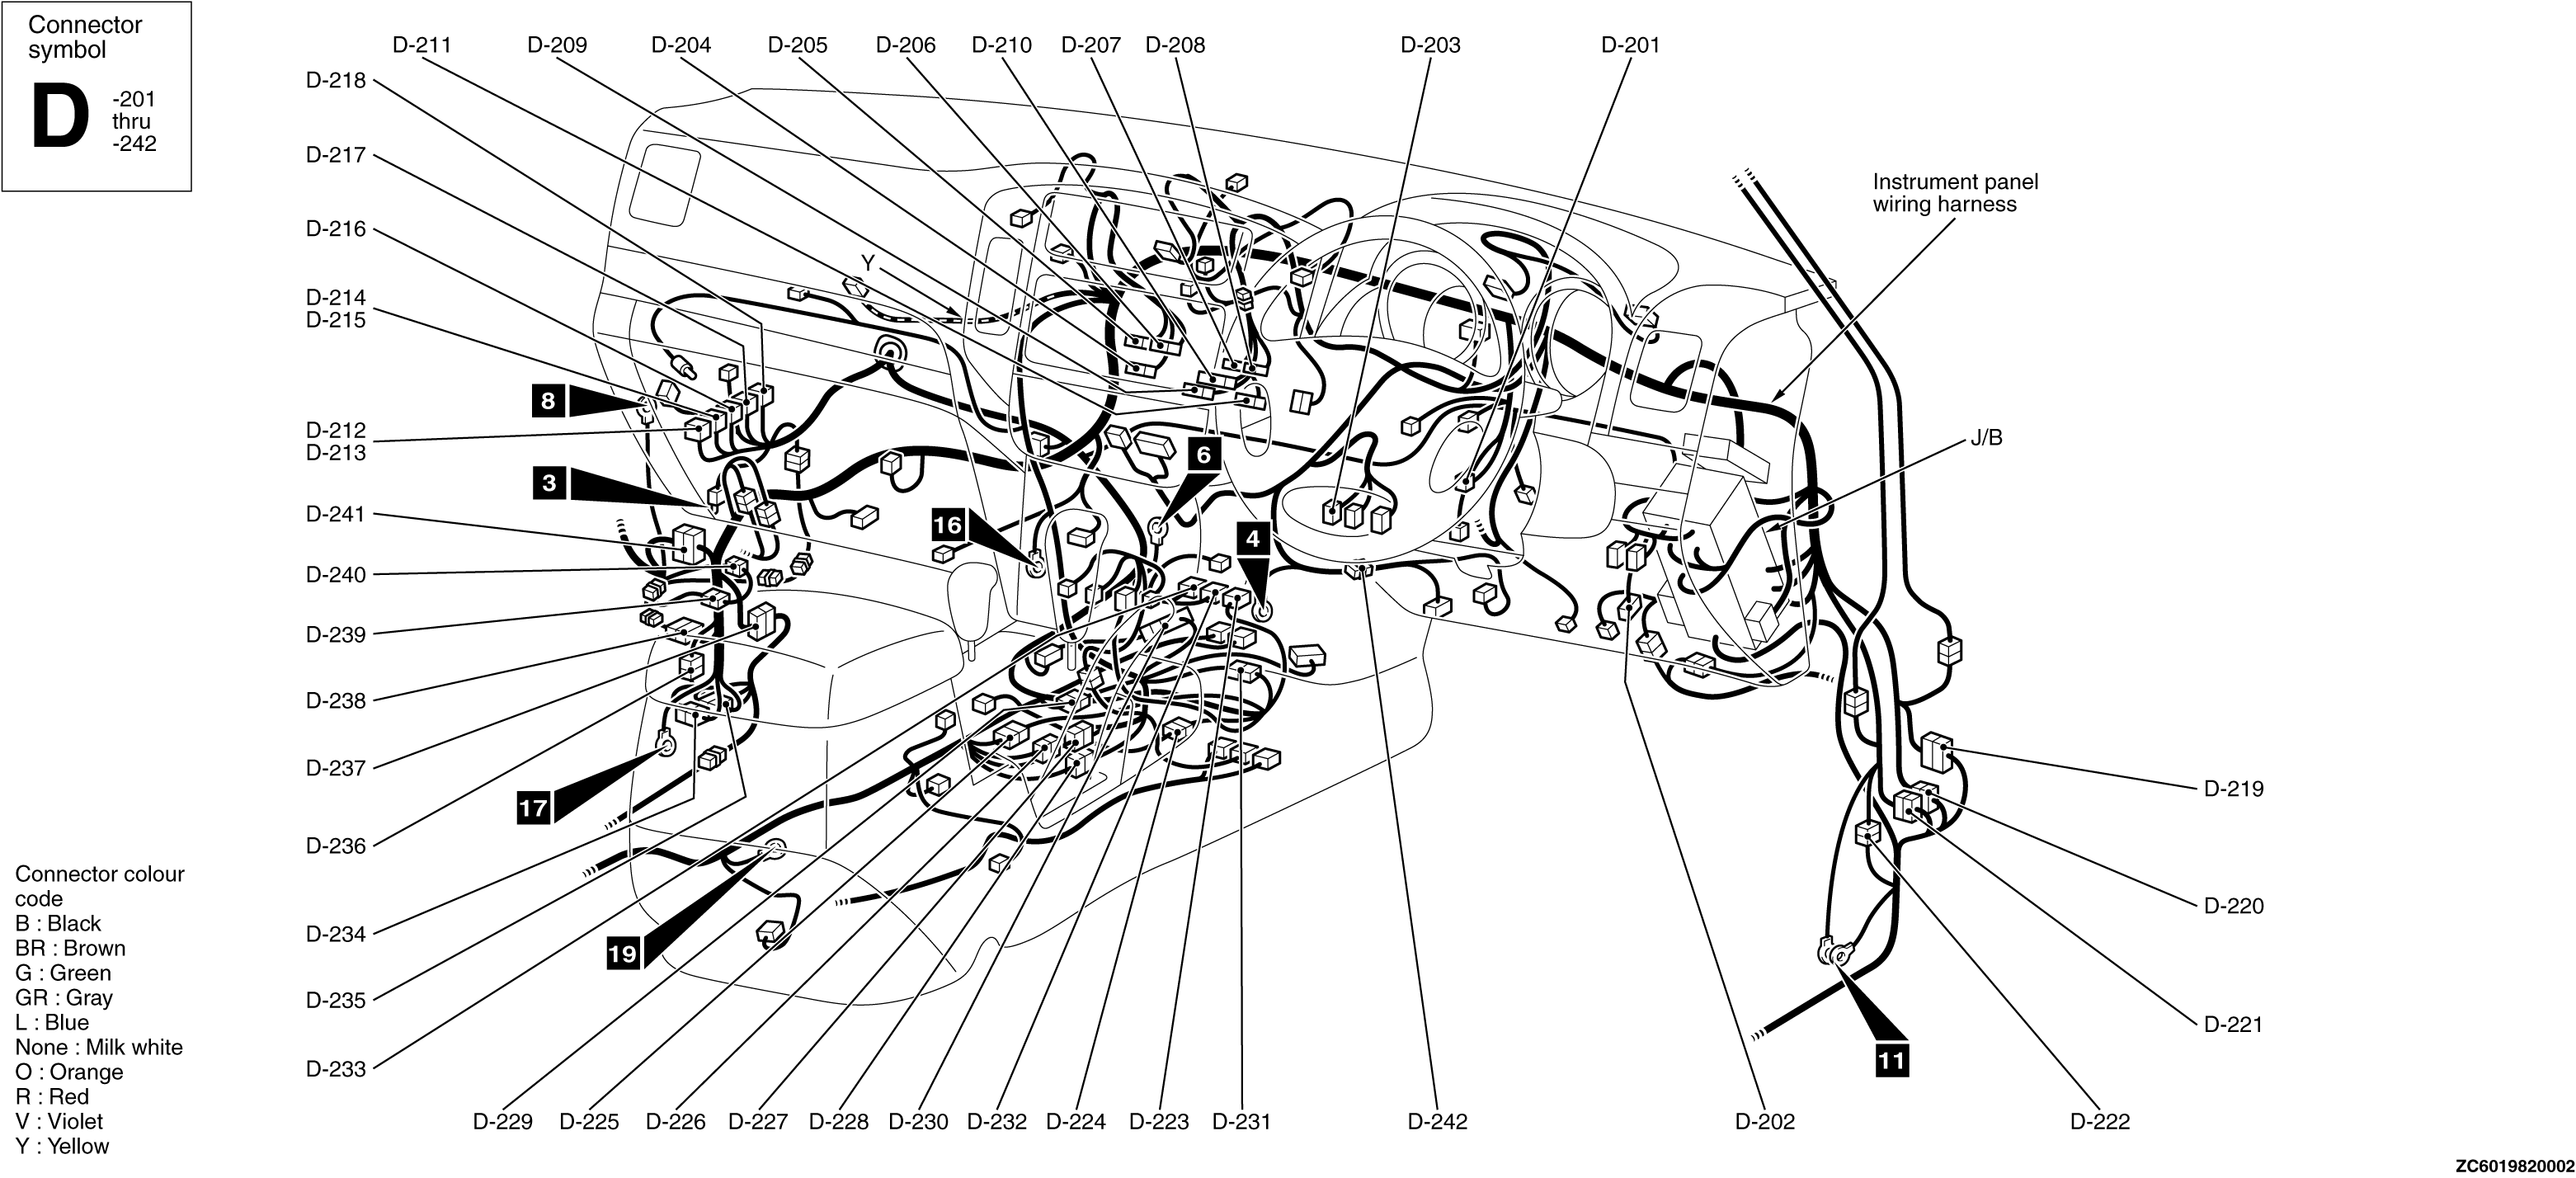 Connector
symbol
D
-201
thru
-242
D-211
D-209
D-204
D-205
D-206
D-210
D-207
D-208
D-203
D-201
D-218
D-217
D-216
D-214
D-215
D-212
D-213
D-241
D-240
D-239
D-238
D-237
D-236
D-234
D-235
D-233
Y
8
3
16
6
4
17
19
11
Instrument panel
wiring harness
J/B
D-219
D-220
D-221
D-229
D-225
D-226
D-227
D-228
D-230
D-232
D-224
D-223
D-231
D-242
D-202
D-222
Connector colour
code
B : Black
BR : Brown
G : Green
GR : Gray
L : Blue
None : Milk white
O : Orange
R : Red
V : Violet
Y : Yellow
ZC6019820002